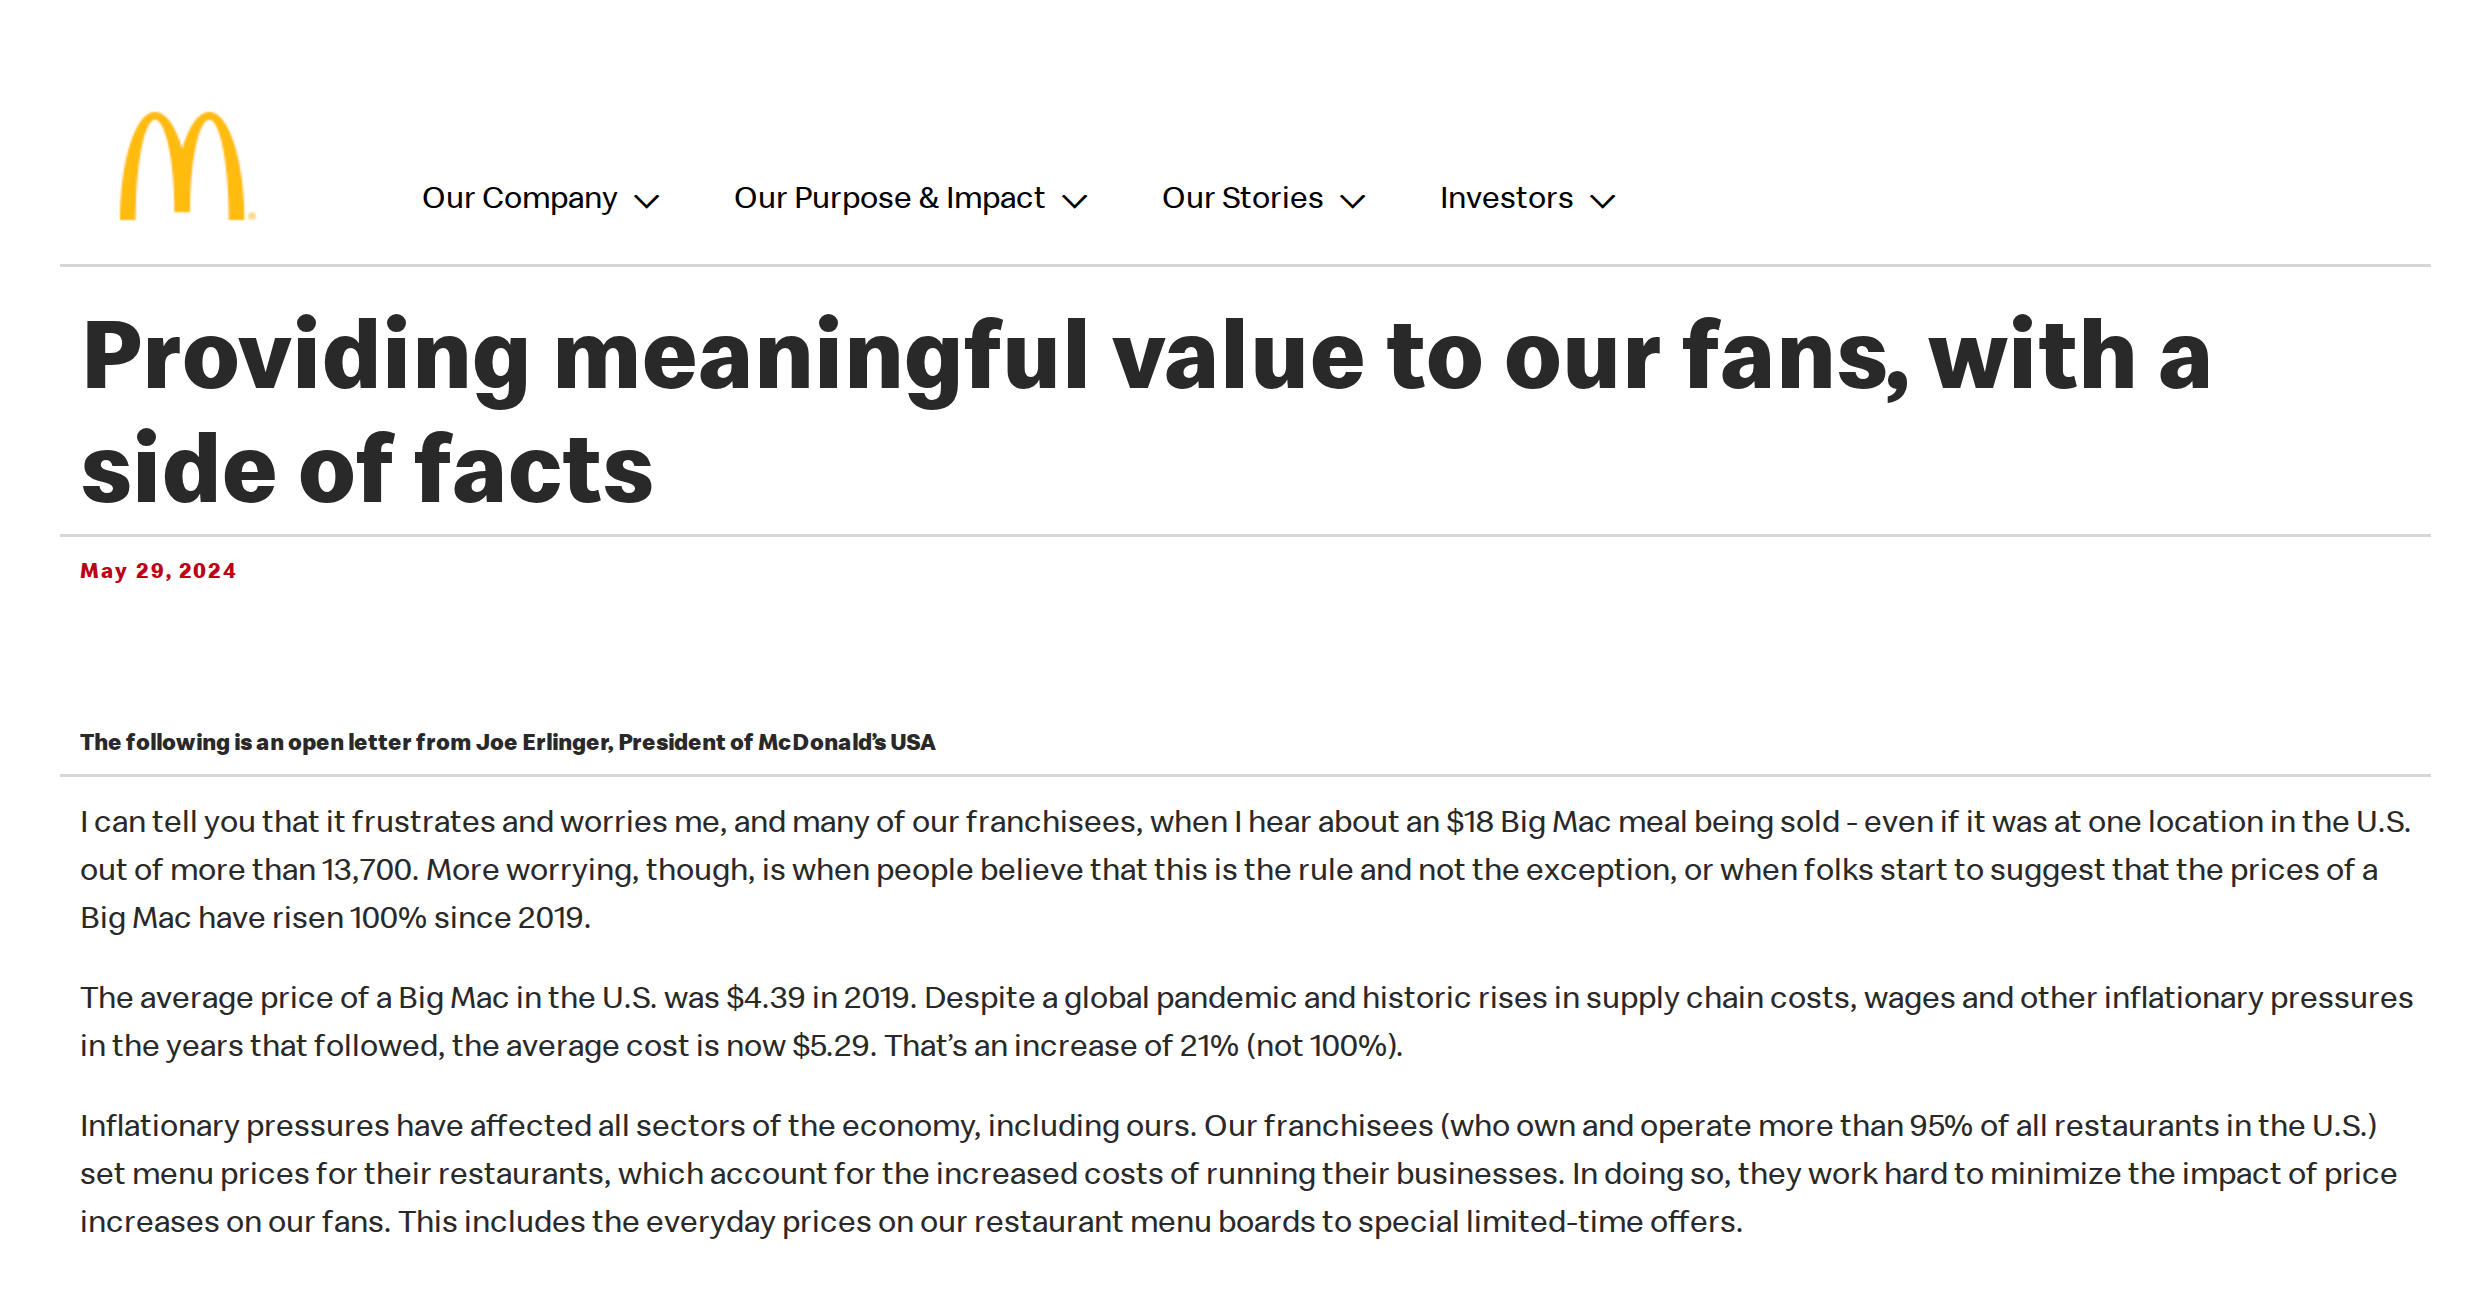 Our Company
Our Purpose & Impact
Our Stories
Investors
Providing meaningful value to our fans, with a
side of facts
May 29, 2024
The following is an open letter from Joe Erlinger, President of McDonald’s USA
I can tell you that it frustrates and worries me, and many of our franchisees, when I hear about an $18 Big Mac meal being sold - even if it was at one location in the U.S.
out of more than 13,700. More worrying, though, is when people believe that this is the rule and not the exception, or when folks start to suggest that the prices of a
Big Mac have risen 100% since 2019.
The average price of a Big Mac in the U.S. was $4.39 in 2019. Despite a global pandemic and historic rises in supply chain costs, wages and other inflationary pressures
in the years that followed, the average cost is now $5.29. That’s an increase of 21% (not 100%).
Inflationary pressures have affected all sectors of the economy, including ours. Our franchisees (who own and operate more than 95% of all restaurants in the U.S.)
set menu prices for their restaurants, which account for the increased costs of running their businesses. In doing so, they work hard to minimize the impact of price
increases on our fans. This includes the everyday prices on our restaurant menu boards to special limited-time offers.